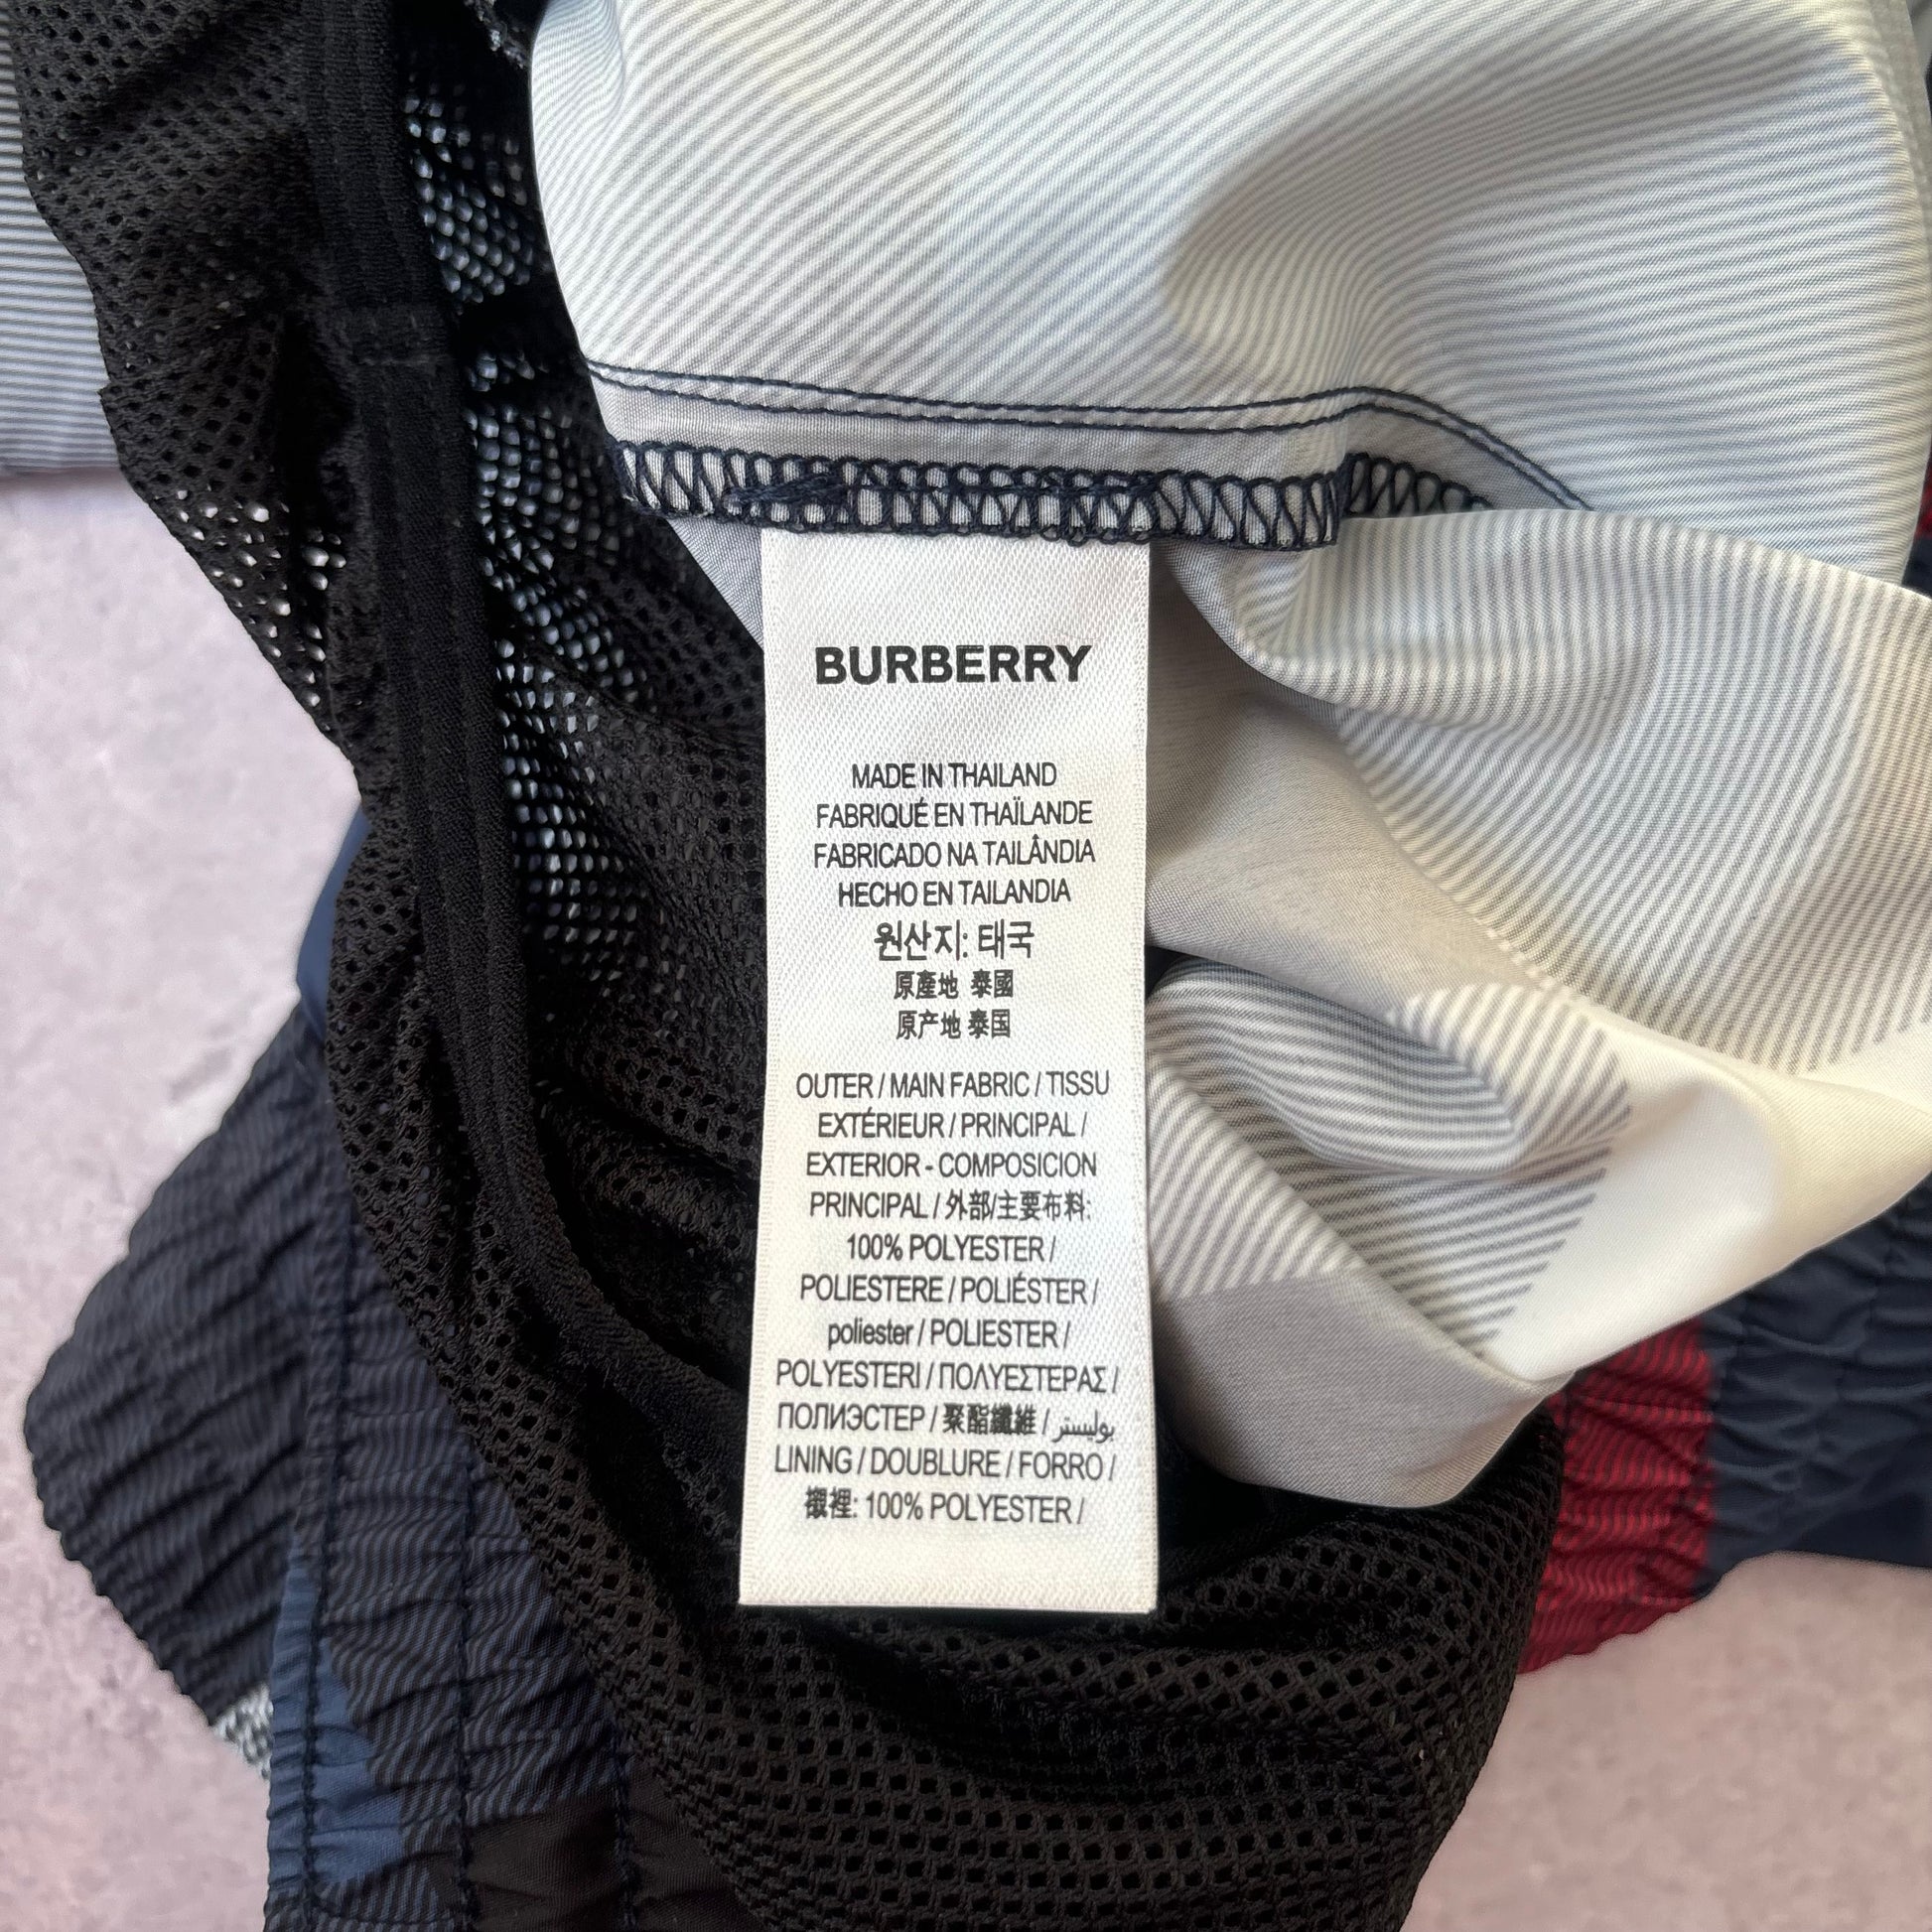 BURBERRY
MADE IN THAILAND
FABRIQUÉ EN THAÏLANDE
FABRICADO NA TAILÂNDIA
HECHO EN TAILANDIA
원산지: 태국
原產地 泰國
原产地 泰国
OUTER / MAIN FABRIC / TISSU
EXTÉRIEUR / PRINCIPAL /
EXTERIOR - COMPOSICION
PRINCIPAL / 外部/主要布料:
100% POLYESTER /
POLIESTERE / POLIÉSTER /
poliester / POLIESTER /
POLYESTERI / ΠΟΛΥΕΣΤΕΡΑΣ /
ПОЛИЭСТЕР / 聚酯纖維 / بوليستر
LINING / DOUBLURE / FORRO /
襯裡: 100% POLYESTER /